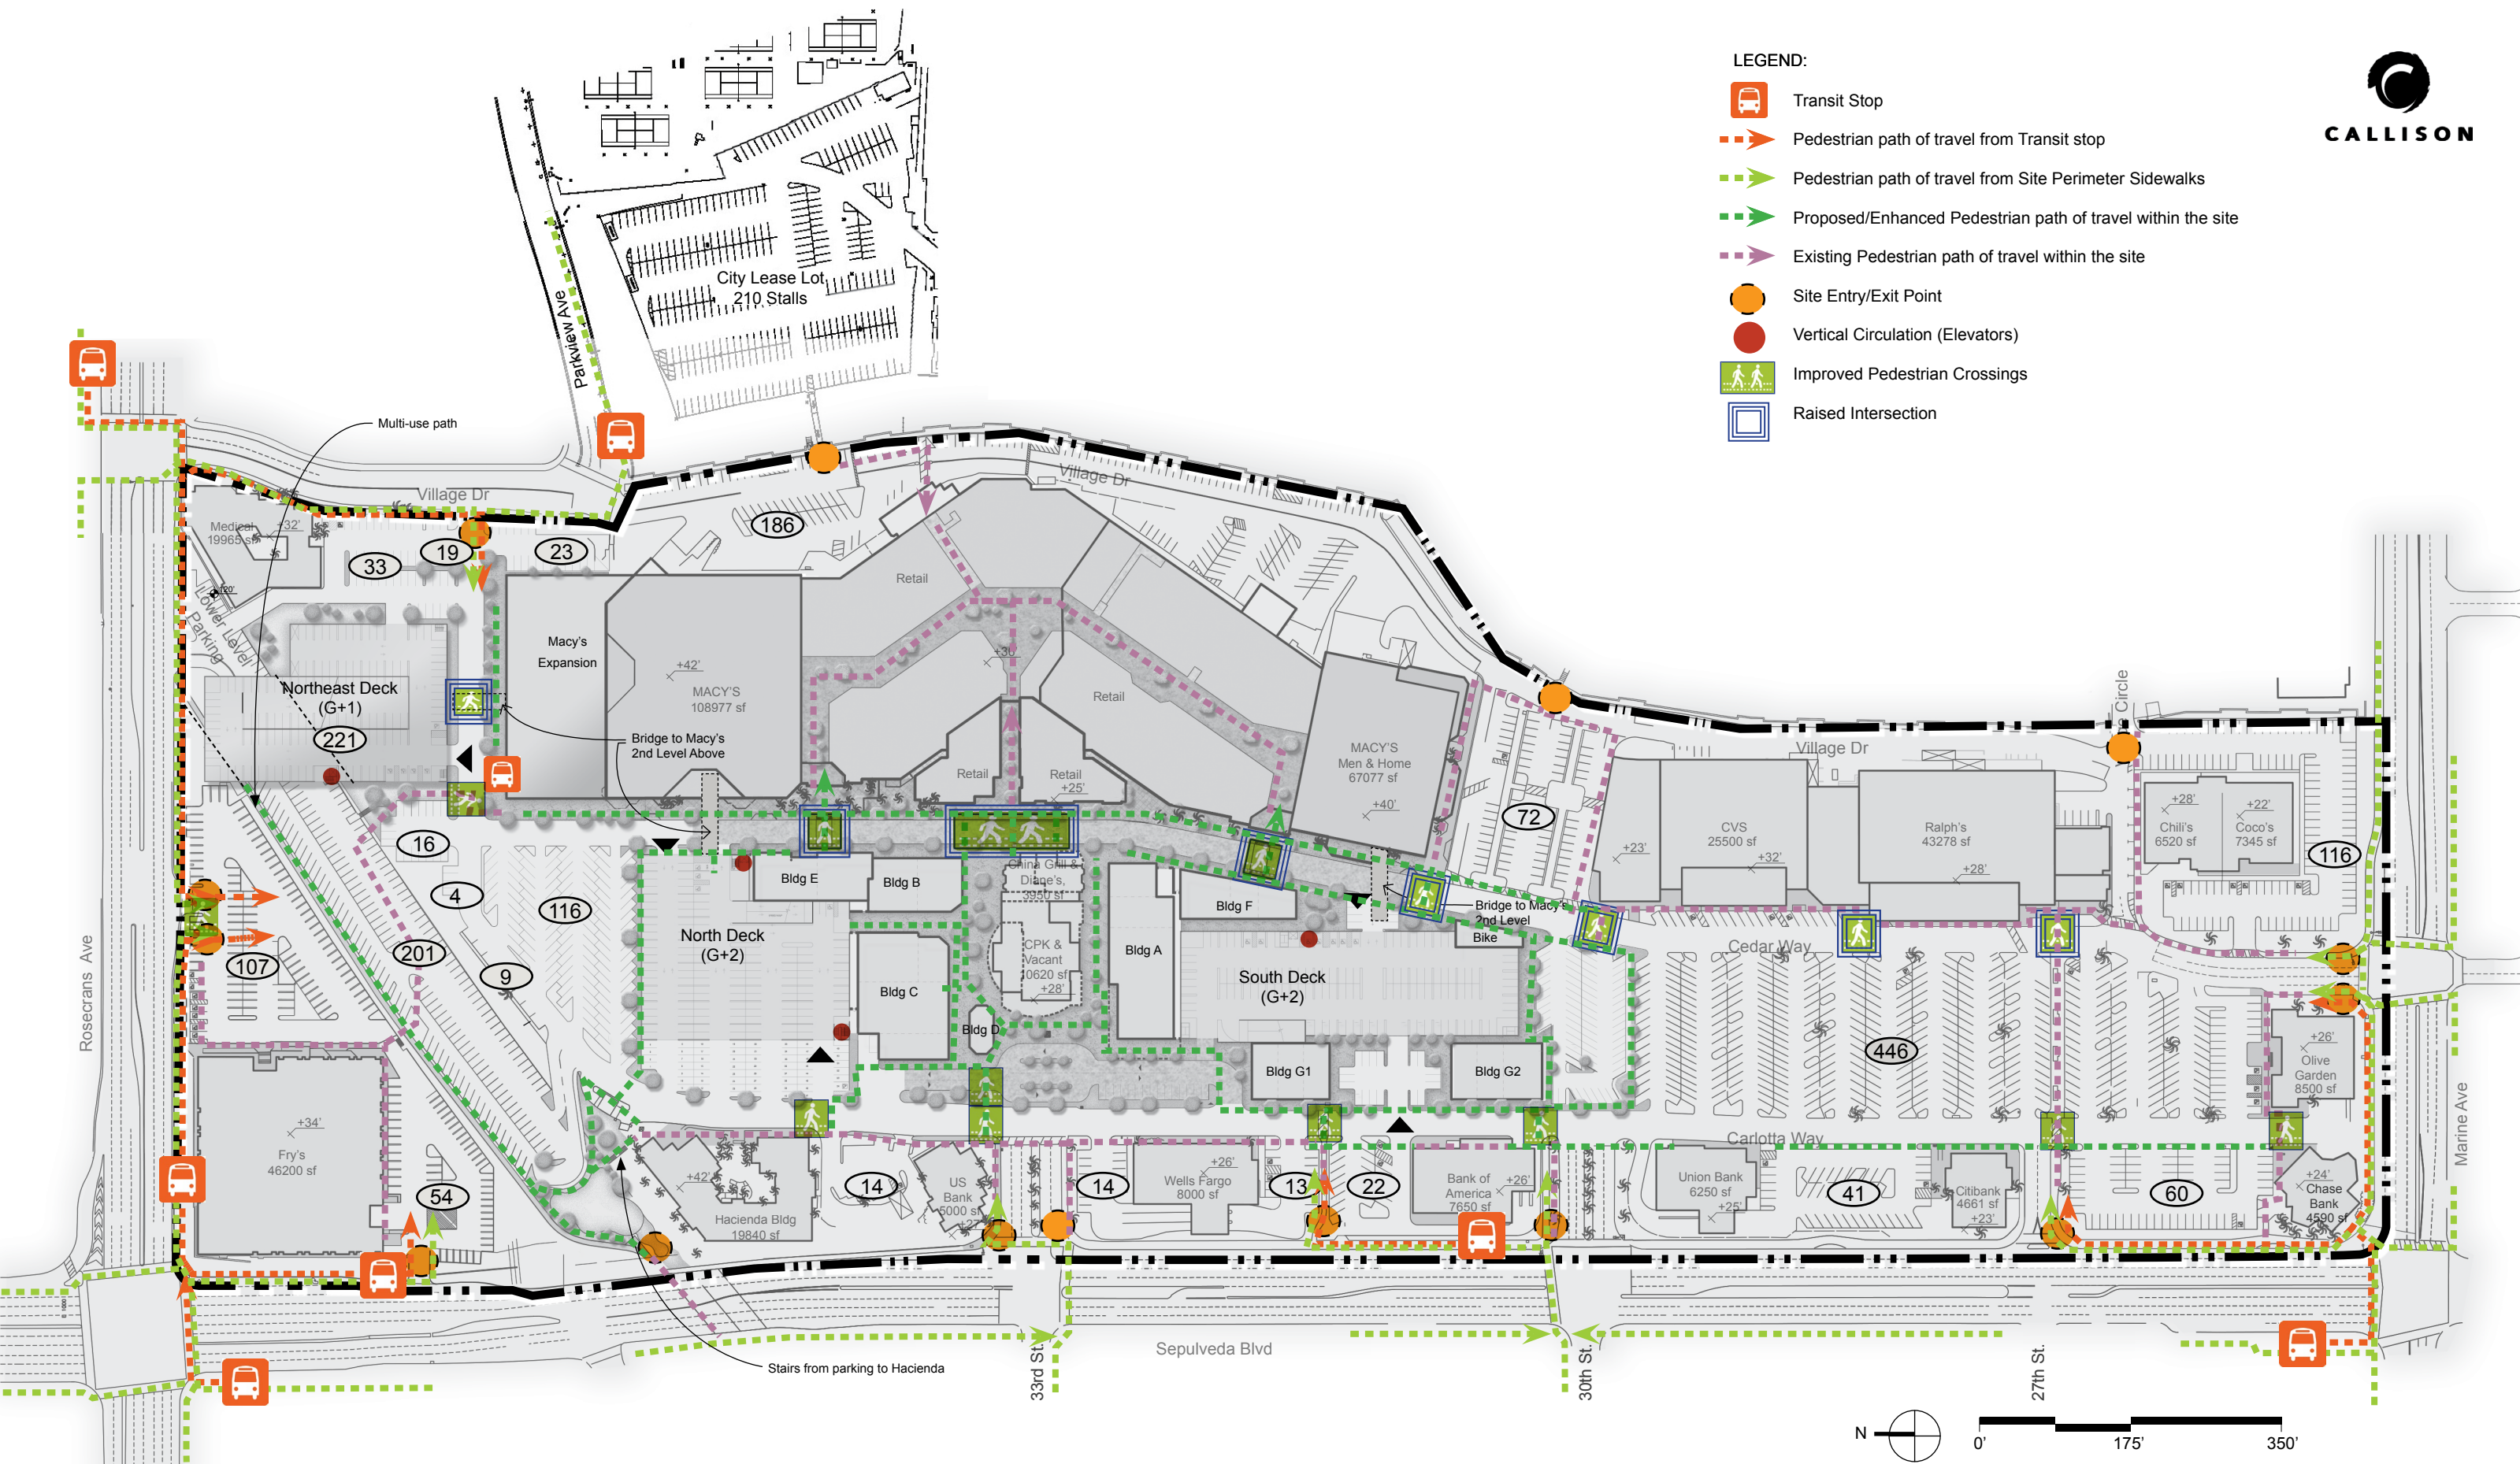 LEGEND:
Transit Stop
Pedestrian path of travel from Transit stop
Pedestrian path of travel from Site Perimeter Sidewalks
Proposed/Enhanced Pedestrian path of travel within the site
Existing Pedestrian path of travel within the site
Site Entry/Exit Point
Vertical Circulation (Elevators)
Improved Pedestrian Crossings
Raised Intersection
CALLISON
City Lease Lot
210 Stalls
Parkview Ave
Multi-use path
Village Dr
Village Dr
Medical
19965 sf
+32'
33
19
23
186
Lower Level
Parking
Northeast Deck
(G+1)
221
Macy's
Expansion
+42'
MACY'S
108977 sf
Bridge to Macy's
2nd Level Above
Retail
Retail
Retail
Retail
+25'
MACY'S
Men & Home
67077 sf
+40'
72
Circle
Village Dr
+23'
CVS
25500 sf
+32'
Ralph's
43278 sf
+28'
+28'
Chili's
6520 sf
+22'
Coco's
7345 sf
116
16
4
116
201
9
107
Rosecrans Ave
North Deck
(G+2)
Bldg E
Bldg B
Bldg C
Bldg D
China Grill &
Diane's,
3950 sf
CPK &
Vacant
10620 sf
+28'
Bldg A
Bldg F
South Deck
(G+2)
Bike
Bridge to Macy's
2nd Level
Bldg G1
Bldg G2
Cedar Way
446
+26'
Olive
Garden
8500 sf
Marine Ave
Carlotta Way
+34'
Fry's
46200 sf
54
+42'
Hacienda Bldg
19840 sf
14
US
Bank
5000 sf
+27'
14
+26'
Wells Fargo
8000 sf
13
22
Bank of
America
7650 sf
+26'
Union Bank
6250 sf
+25'
41
Citibank
4661 sf
+23'
60
+24'
Chase
Bank
4590 sf
Stairs from parking to Hacienda
33rd St.
Sepulveda Blvd
30th St.
27th St.
N
0'
175'
350'